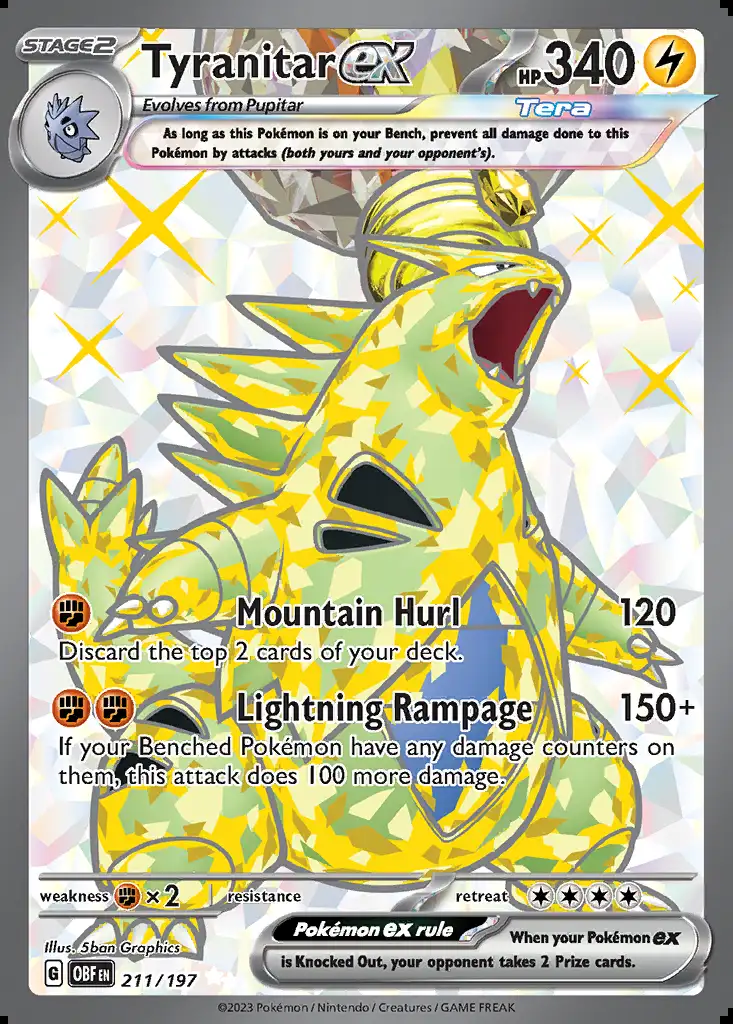 STAGE2
Tyranitar ex HP 340
Evolves from Pupitar
Tera
As long as this Pokémon is on your Bench, prevent all damage done to this
Pokémon by attacks (both yours and your opponent's).
Mountain Hurl 120
Discard the top 2 cards of your deck.
Lightning Rampage 150+
If your Benched Pokémon have any damage counters on
them, this attack does 100 more damage.
weakness ×2 resistance retreat
Pokémon ex rule
When your Pokémon ex
is Knocked Out, your opponent takes 2 Prize cards.
Illus. 5ban Graphics
G OBF EN 211/197
©2023 Pokémon / Nintendo / Creatures / GAME FREAK